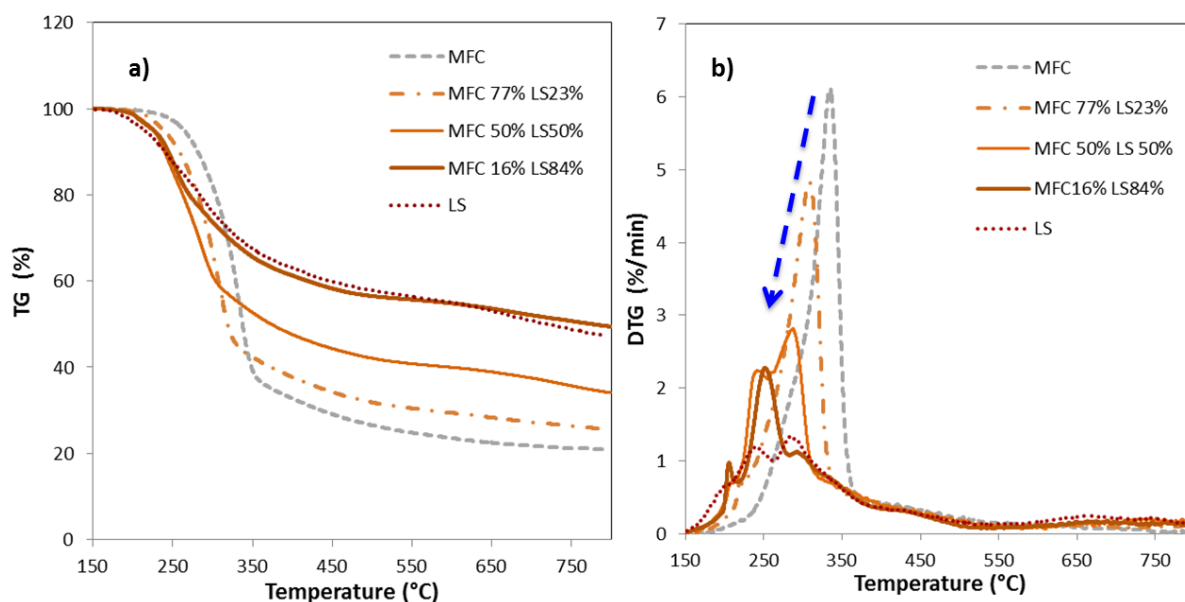 a)
TG (%)
120
100
80
60
40
20
0
150 250 350 450 550 650 750
Temperature (°C)
MFC
MFC 77% LS23%
MFC 50% LS50%
MFC 16% LS84%
LS
b)
DTG (%/min)
7
6
5
4
3
2
1
0
150 250 350 450 550 650 750
Temperature (°C)
MFC
MFC 77% LS23%
MFC 50% LS 50%
MFC16% LS84%
LS